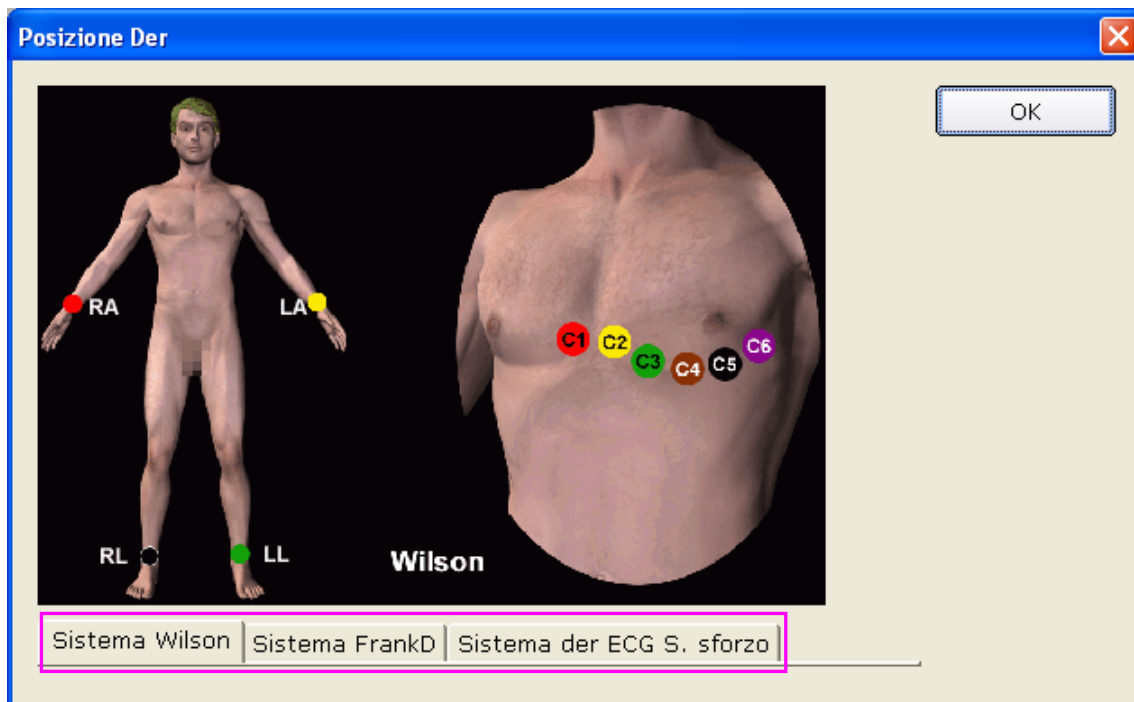 Posizione Der
OK
RA LA
C1 C2 C3 C4 C5 C6
RL LL
Wilson
Sistema Wilson Sistema FrankD Sistema der ECG S. sforzo